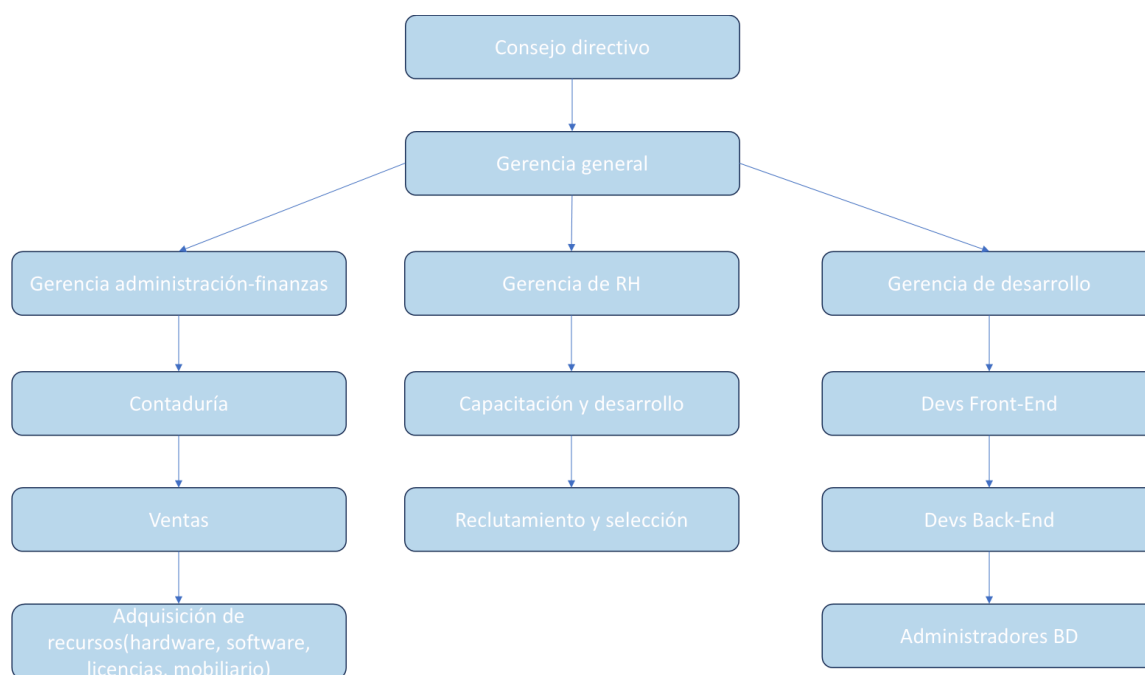 Consejo directivo
Gerencia general
Gerencia administración-finanzas
Gerencia de RH
Gerencia de desarrollo
Contaduría
Capacitación y desarrollo
Devs Front-End
Ventas
Reclutamiento y selección
Devs Back-End
Adquisición de
recursos(hardware, software,
licencias, mobiliario)
Administradores BD